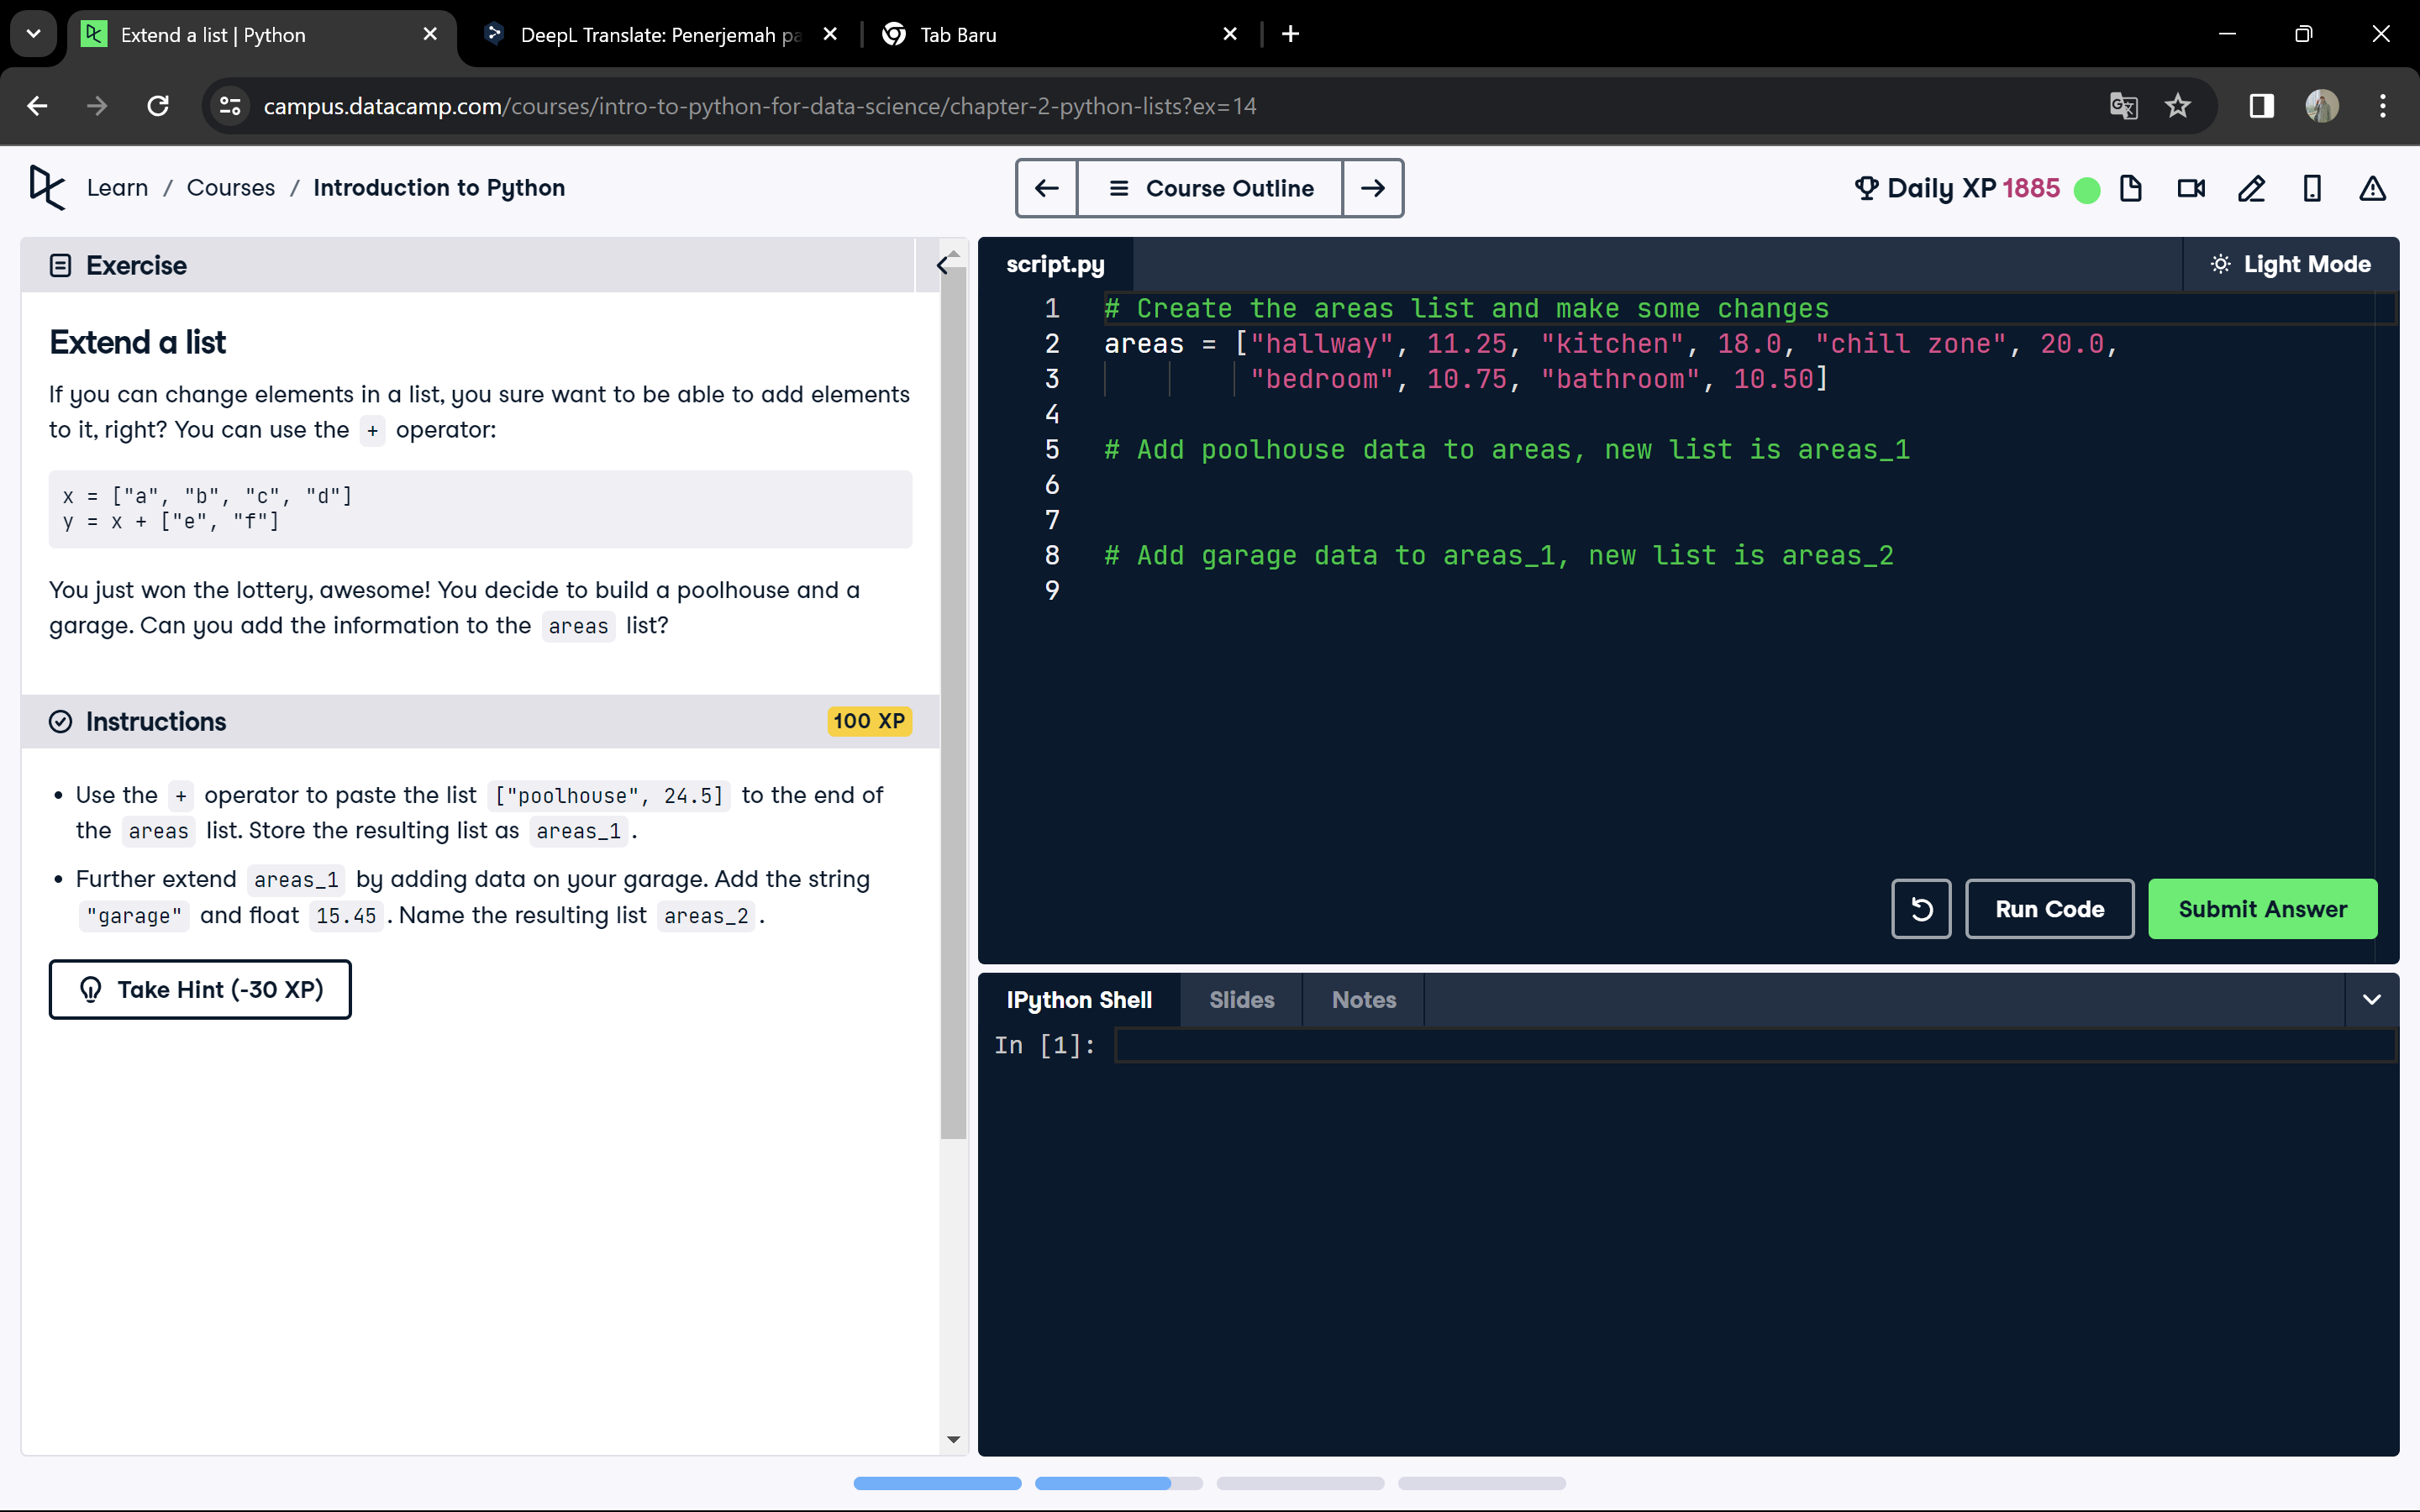 Extend a list | Python
DeepL Translate: Penerjemah pa
Tab Baru
campus.datacamp.com/courses/intro-to-python-for-data-science/chapter-2-python-lists?ex=14
Learn / Courses / Introduction to Python
Course Outline
Daily XP 1885
Exercise
Extend a list
If you can change elements in a list, you sure want to be able to add elements
to it, right? You can use the + operator:
x = ["a", "b", "c", "d"]
y = x + ["e", "f"]
You just won the lottery, awesome! You decide to build a poolhouse and a
garage. Can you add the information to the areas list?
Instructions
100 XP
• Use the + operator to paste the list ["poolhouse", 24.5] to the end of
the areas list. Store the resulting list as areas_1.
• Further extend areas_1 by adding data on your garage. Add the string
"garage" and float 15.45. Name the resulting list areas_2.
Take Hint (-30 XP)
script.py
Light Mode
1 # Create the areas list and make some changes
2 areas = ["hallway", 11.25, "kitchen", 18.0, "chill zone", 20.0,
3 "bedroom", 10.75, "bathroom", 10.50]
4
5 # Add poolhouse data to areas, new list is areas_1
6
7
8 # Add garage data to areas_1, new list is areas_2
9
Run Code
Submit Answer
IPython Shell
Slides
Notes
In [1]: